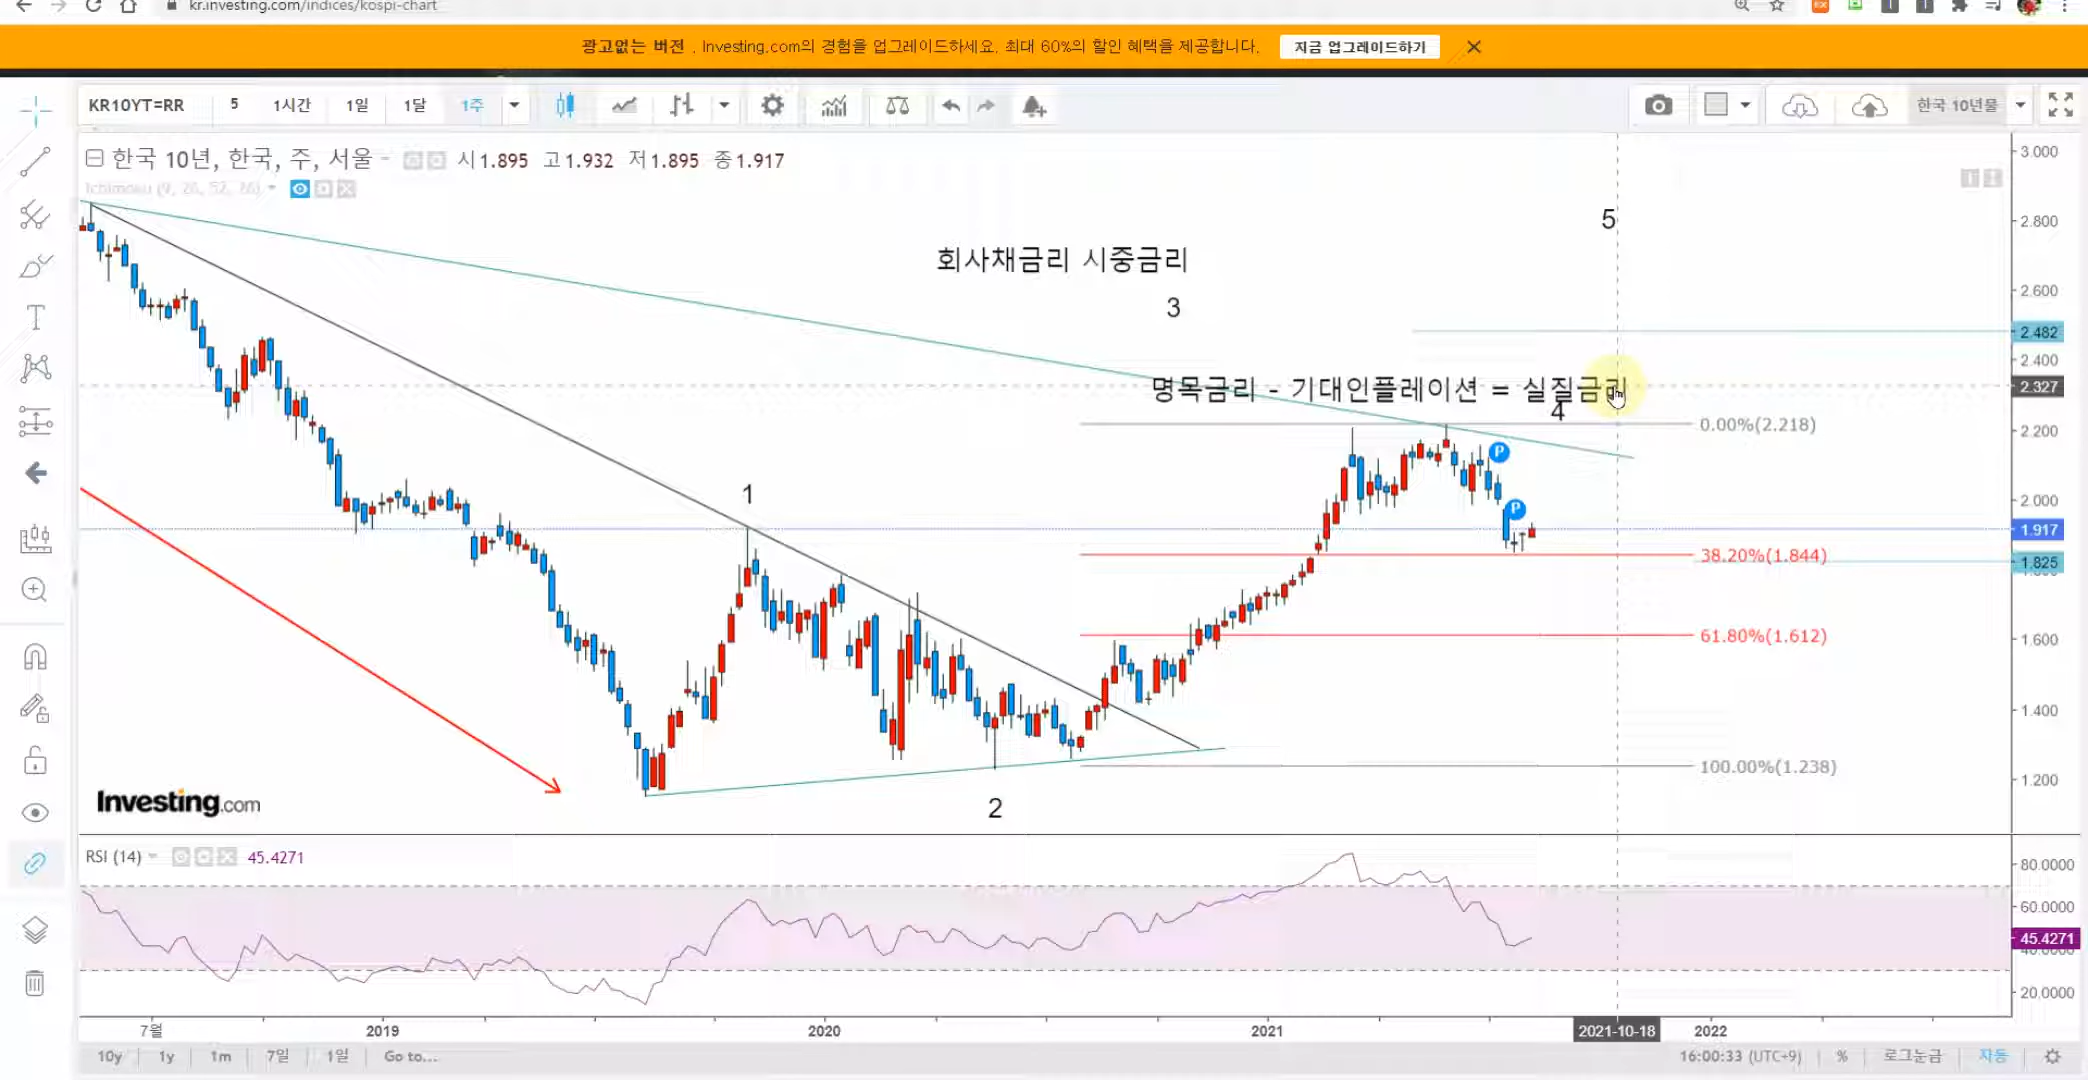 kr.investing.com/indices/kospi-chart
광고없는 버전 . Investing.com의 경험을 업그레이드하세요. 최대 60%의 할인 혜택을 제공합니다. 지금 업그레이드하기
KR10YT=RR 5 1시간 1일 1달 1주 한국 10년물
한국 10년, 한국, 주, 서울 시1.895 고1.932 저1.895 종1.917
Ichimoku (9, 26, 52, 26)
3.000
5
2.800
회사채금리 시중금리
2.600
3
2.482
2.400
명목금리 - 기대인플레이션 = 실질금리
2.327
4
0.00%(2.218)
2.200
P
1
2.000
P
1.917
38.20%(1.844)
1.825
61.80%(1.612)
1.600
1.400
100.00%(1.238)
1.200
Investing.com
2
RSI (14) 45.4271
80.0000
60.0000
45.4271
20.0000
7월 2019 2020 2021 2021-10-18 2022
10y 1y 1m 7일 1일 Go to... 16:00:33 (UTC+9) % 로그눈금 자동